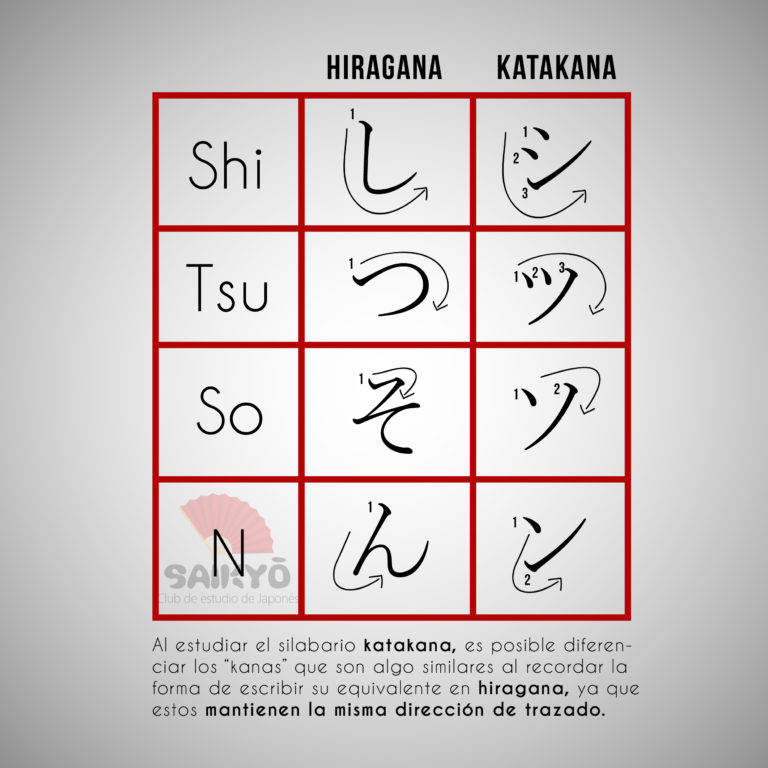 HIRAGANA KATAKANA
Shi し シ
1 1 2 3
Tsu つ ツ
1 1 2 3
So そ ソ
1 1 2
N ん ン
1 1 2
SAIKYŌ
Club de estudio de Japonés
Al estudiar el silabario katakana, es posible diferen-
ciar los “kanas” que son algo similares al recordar la
forma de escribir su equivalente en hiragana, ya que
estos mantienen la misma dirección de trazado.